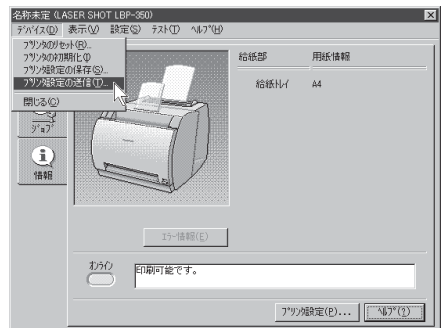 名称未定 (LASER SHOT LBP-350)
ﾃﾞﾊﾞｲｽ(D) 表示(V) 設定(S) ﾃｽﾄ(T) ﾍﾙﾌﾟ(H)
ﾌﾟﾘﾝﾀのﾘｾｯﾄ(R)...
ﾌﾟﾘﾝﾀの初期化(I)
ﾌﾟﾘﾝﾀ設定の保存(S)...
ﾌﾟﾘﾝﾀ設定の送信(T)...
閉じる(C)
給紙部 用紙情報
給紙ﾄﾚｲ A4
ｼﾞｮﾌﾞ
情報
ｴﾗｰ情報(E)
ｵﾝﾗｲﾝ
印刷可能です。
ﾌﾟﾘﾝﾀ設定(P)... ﾍﾙﾌﾟ(?)